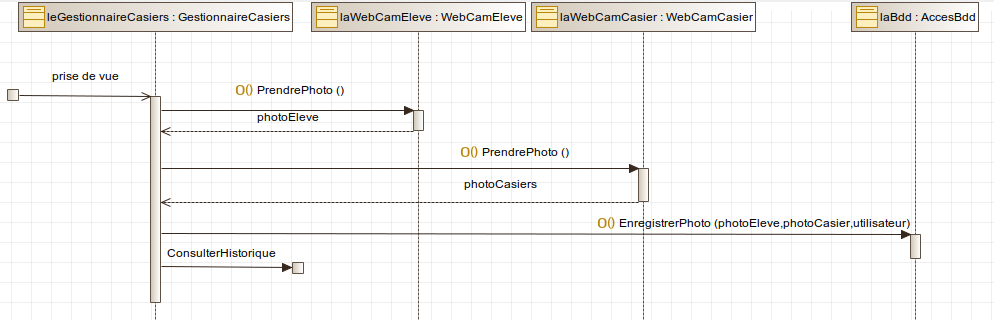 leGestionnaireCasiers : GestionnaireCasiers
laWebCamEleve : WebCamEleve
laWebCamCasier : WebCamCasier
laBdd : AccesBdd
prise de vue
O() PrendrePhoto ()
photoEleve
O() PrendrePhoto ()
photoCasiers
O() EnregistrerPhoto (photoEleve,photoCasier,utilisateur)
ConsulterHistorique